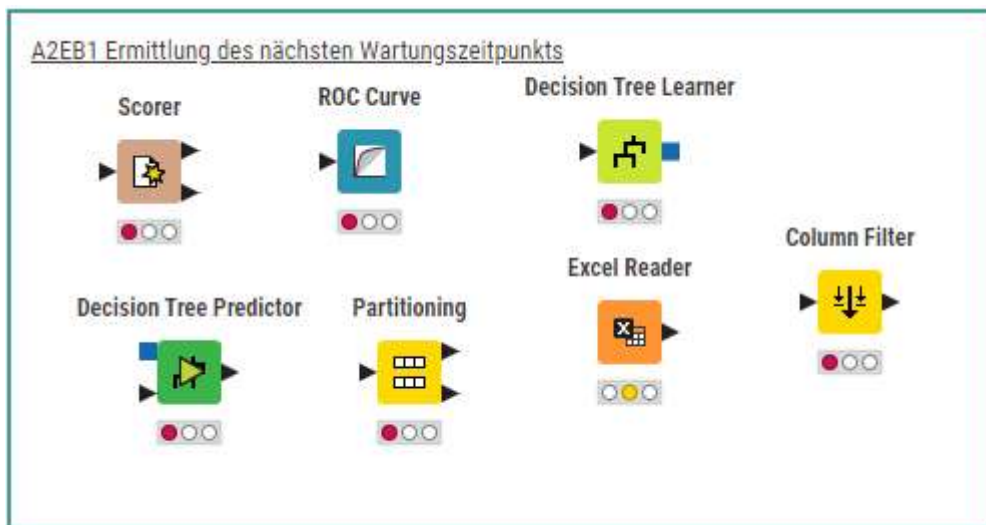 A2EB1 Ermittlung des nächsten Wartungszeitpunkts
Scorer
ROC Curve
Decision Tree Learner
Decision Tree Predictor
Partitioning
Excel Reader
Column Filter
X